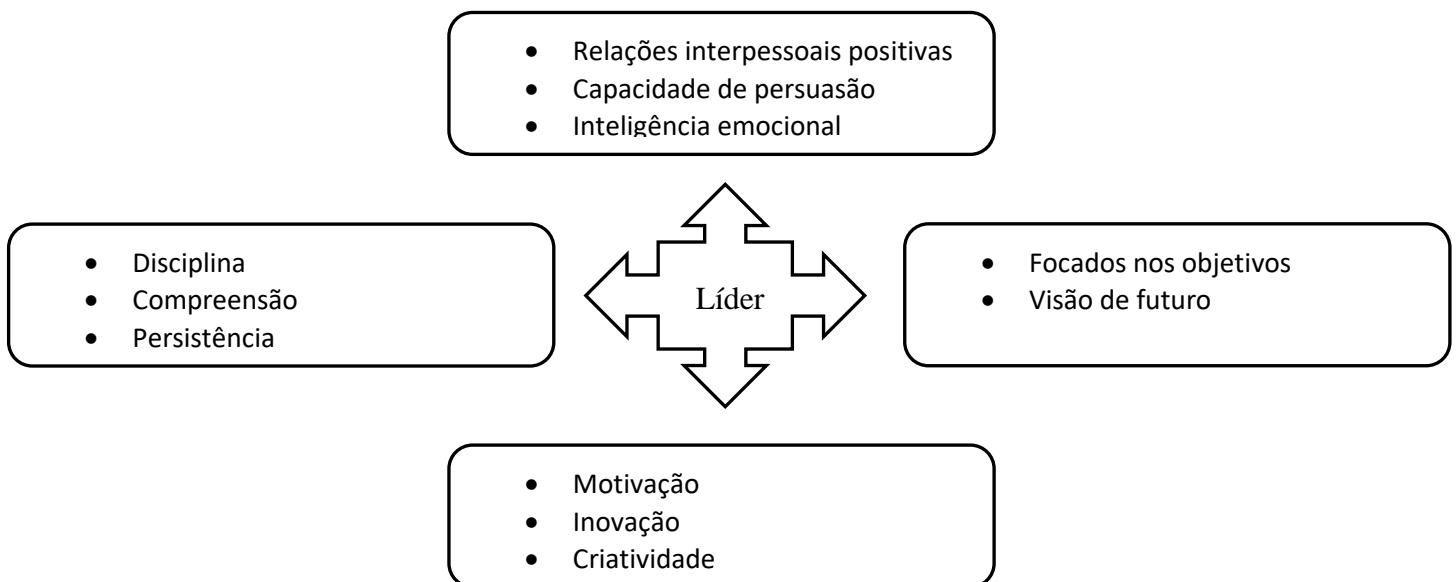 • Relações interpessoais positivas
• Capacidade de persuasão
• Inteligência emocional
• Disciplina
• Compreensão
• Persistência
Líder
• Focados nos objetivos
• Visão de futuro
• Motivação
• Inovação
• Criatividade